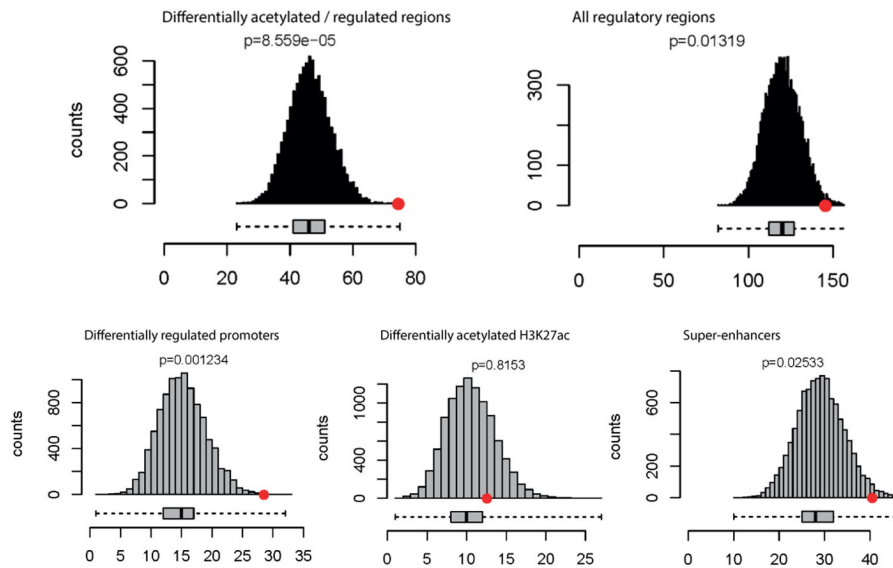 Differentially acetylated / regulated regions
p=8.559e-05
counts
0 200 400 600
0 20 40 60 80
All regulatory regions
p=0.01319
0 100 300
0 50 100 150
Differentially regulated promoters
p=0.001234
counts
0 400 800
0 5 10 15 20 25 30 35
Differentially acetylated H3K27ac
p=0.8153
counts
0 400 1000
0 5 10 15 20 25
Super-enhancers
p=0.02533
counts
0 200 600
0 10 20 30 40